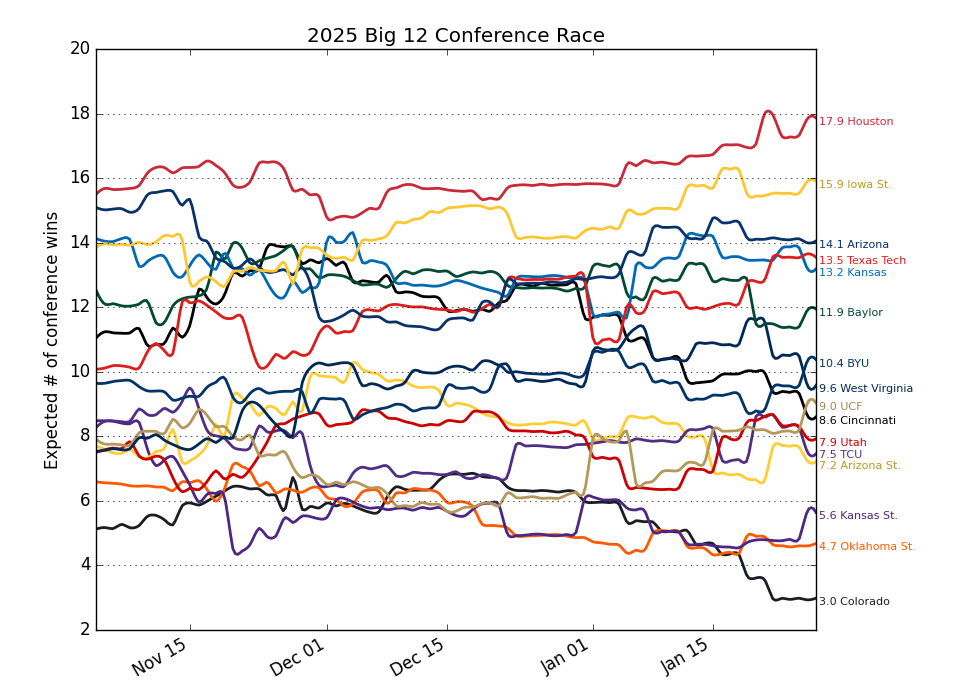 2025 Big 12 Conference Race
Expected # of conference wins
20
18
16
14
12
10
8
6
4
2
Nov 15
Dec 01
Dec 15
Jan 01
Jan 15
17.9 Houston
15.9 Iowa St.
14.1 Arizona
13.5 Texas Tech
13.2 Kansas
11.9 Baylor
10.4 BYU
9.6 West Virginia
9.0 UCF
8.6 Cincinnati
7.9 Utah
7.5 TCU
7.2 Arizona St.
5.6 Kansas St.
4.7 Oklahoma St.
3.0 Colorado